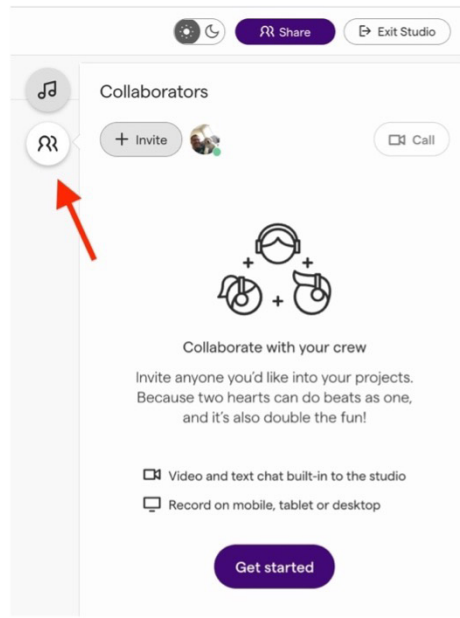 Share
Exit Studio
Collaborators
+ Invite
Call
Collaborate with your crew
Invite anyone you'd like into your projects.
Because two hearts can do beats as one,
and it's also double the fun!
Video and text chat built-in to the studio
Record on mobile, tablet or desktop
Get started